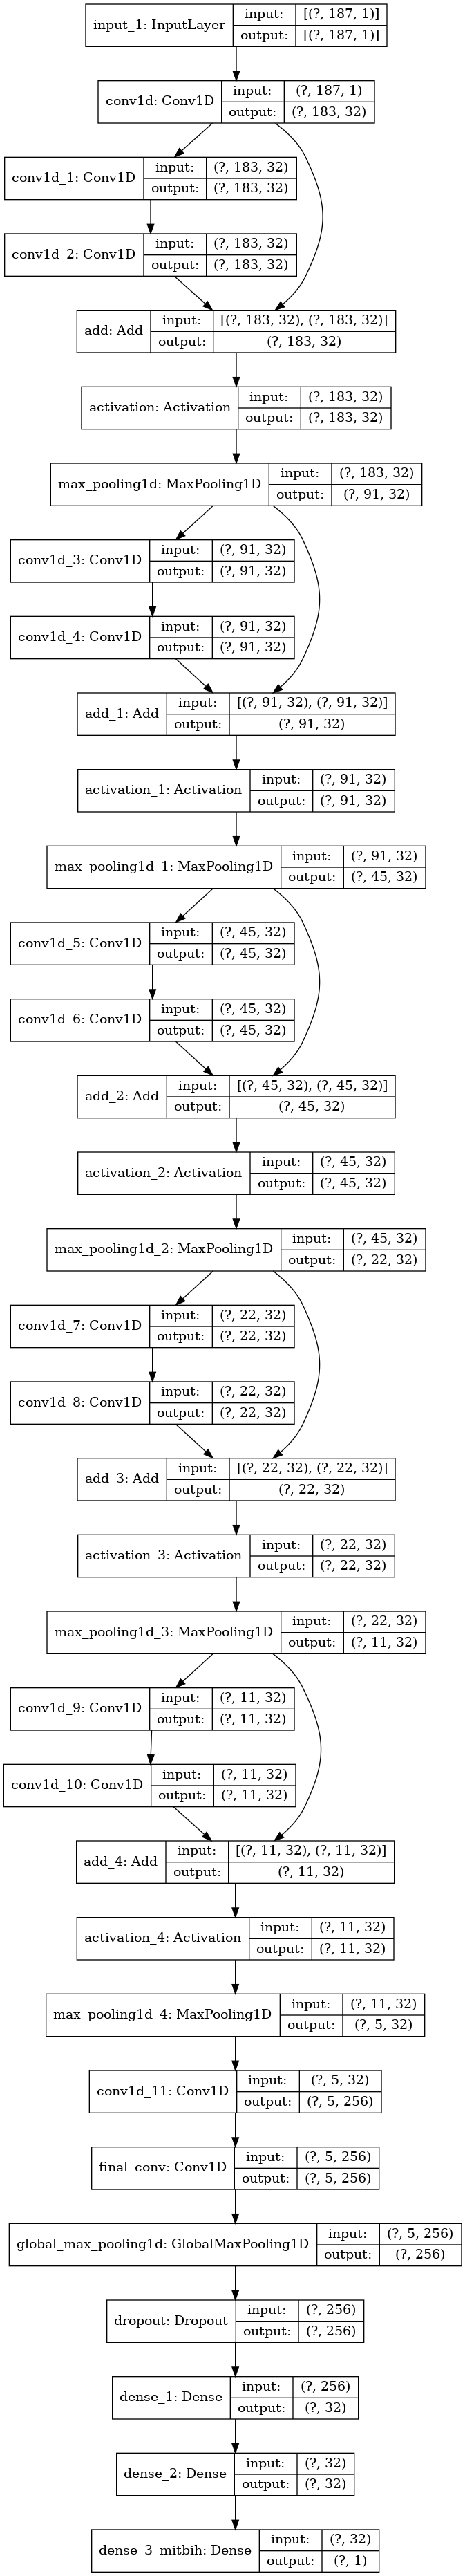 input_1: InputLayer
input:
[(?, 187, 1)]
output:
[(?, 187, 1)]
conv1d: Conv1D
input:
(?, 187, 1)
output:
(?, 183, 32)
conv1d_1: Conv1D
input:
(?, 183, 32)
output:
(?, 183, 32)
conv1d_2: Conv1D
input:
(?, 183, 32)
output:
(?, 183, 32)
add: Add
input:
[(?, 183, 32), (?, 183, 32)]
output:
(?, 183, 32)
activation: Activation
input:
(?, 183, 32)
output:
(?, 183, 32)
max_pooling1d: MaxPooling1D
input:
(?, 183, 32)
output:
(?, 91, 32)
conv1d_3: Conv1D
input:
(?, 91, 32)
output:
(?, 91, 32)
conv1d_4: Conv1D
input:
(?, 91, 32)
output:
(?, 91, 32)
add_1: Add
input:
[(?, 91, 32), (?, 91, 32)]
output:
(?, 91, 32)
activation_1: Activation
input:
(?, 91, 32)
output:
(?, 91, 32)
max_pooling1d_1: MaxPooling1D
input:
(?, 91, 32)
output:
(?, 45, 32)
conv1d_5: Conv1D
input:
(?, 45, 32)
output:
(?, 45, 32)
conv1d_6: Conv1D
input:
(?, 45, 32)
output:
(?, 45, 32)
add_2: Add
input:
[(?, 45, 32), (?, 45, 32)]
output:
(?, 45, 32)
activation_2: Activation
input:
(?, 45, 32)
output:
(?, 45, 32)
max_pooling1d_2: MaxPooling1D
input:
(?, 45, 32)
output:
(?, 22, 32)
conv1d_7: Conv1D
input:
(?, 22, 32)
output:
(?, 22, 32)
conv1d_8: Conv1D
input:
(?, 22, 32)
output:
(?, 22, 32)
add_3: Add
input:
[(?, 22, 32), (?, 22, 32)]
output:
(?, 22, 32)
activation_3: Activation
input:
(?, 22, 32)
output:
(?, 22, 32)
max_pooling1d_3: MaxPooling1D
input:
(?, 22, 32)
output:
(?, 11, 32)
conv1d_9: Conv1D
input:
(?, 11, 32)
output:
(?, 11, 32)
conv1d_10: Conv1D
input:
(?, 11, 32)
output:
(?, 11, 32)
add_4: Add
input:
[(?, 11, 32), (?, 11, 32)]
output:
(?, 11, 32)
activation_4: Activation
input:
(?, 11, 32)
output:
(?, 11, 32)
max_pooling1d_4: MaxPooling1D
input:
(?, 11, 32)
output:
(?, 5, 32)
conv1d_11: Conv1D
input:
(?, 5, 32)
output:
(?, 5, 256)
final_conv: Conv1D
input:
(?, 5, 256)
output:
(?, 5, 256)
global_max_pooling1d: GlobalMaxPooling1D
input:
(?, 5, 256)
output:
(?, 256)
dropout: Dropout
input:
(?, 256)
output:
(?, 256)
dense_1: Dense
input:
(?, 256)
output:
(?, 32)
dense_2: Dense
input:
(?, 32)
output:
(?, 32)
dense_3_mitbih: Dense
input:
(?, 32)
output:
(?, 1)